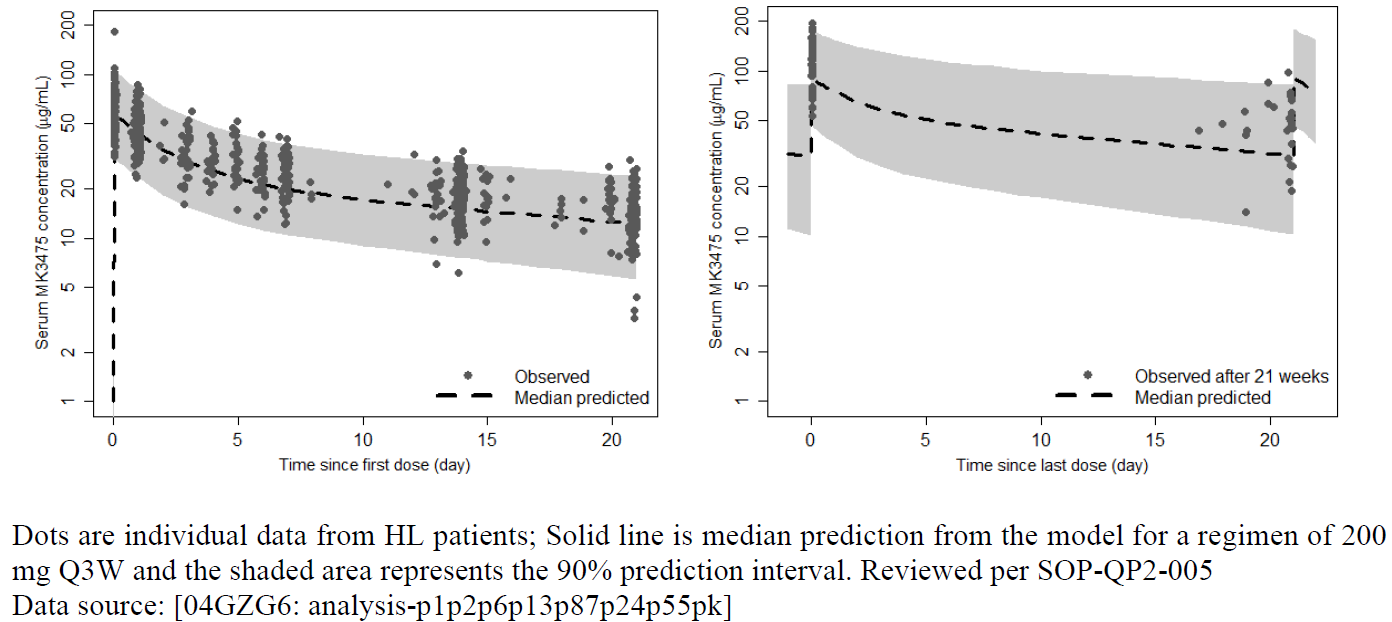 200
100
50
20
10
5
2
1
Serum MK3475 concentration (µg/mL)
Observed
Median predicted
0
5
10
15
20
Time since first dose (day)
200
100
50
20
10
5
2
1
Serum MK3475 concentration (µg/mL)
Observed after 21 weeks
Median predicted
0
5
10
15
20
Time since last dose (day)
Dots are individual data from HL patients; Solid line is median prediction from the model for a regimen of 200
mg Q3W and the shaded area represents the 90% prediction interval. Reviewed per SOP-QP2-005
Data source: [04GZG6: analysis-p1p2p6p13p87p24p55pk]